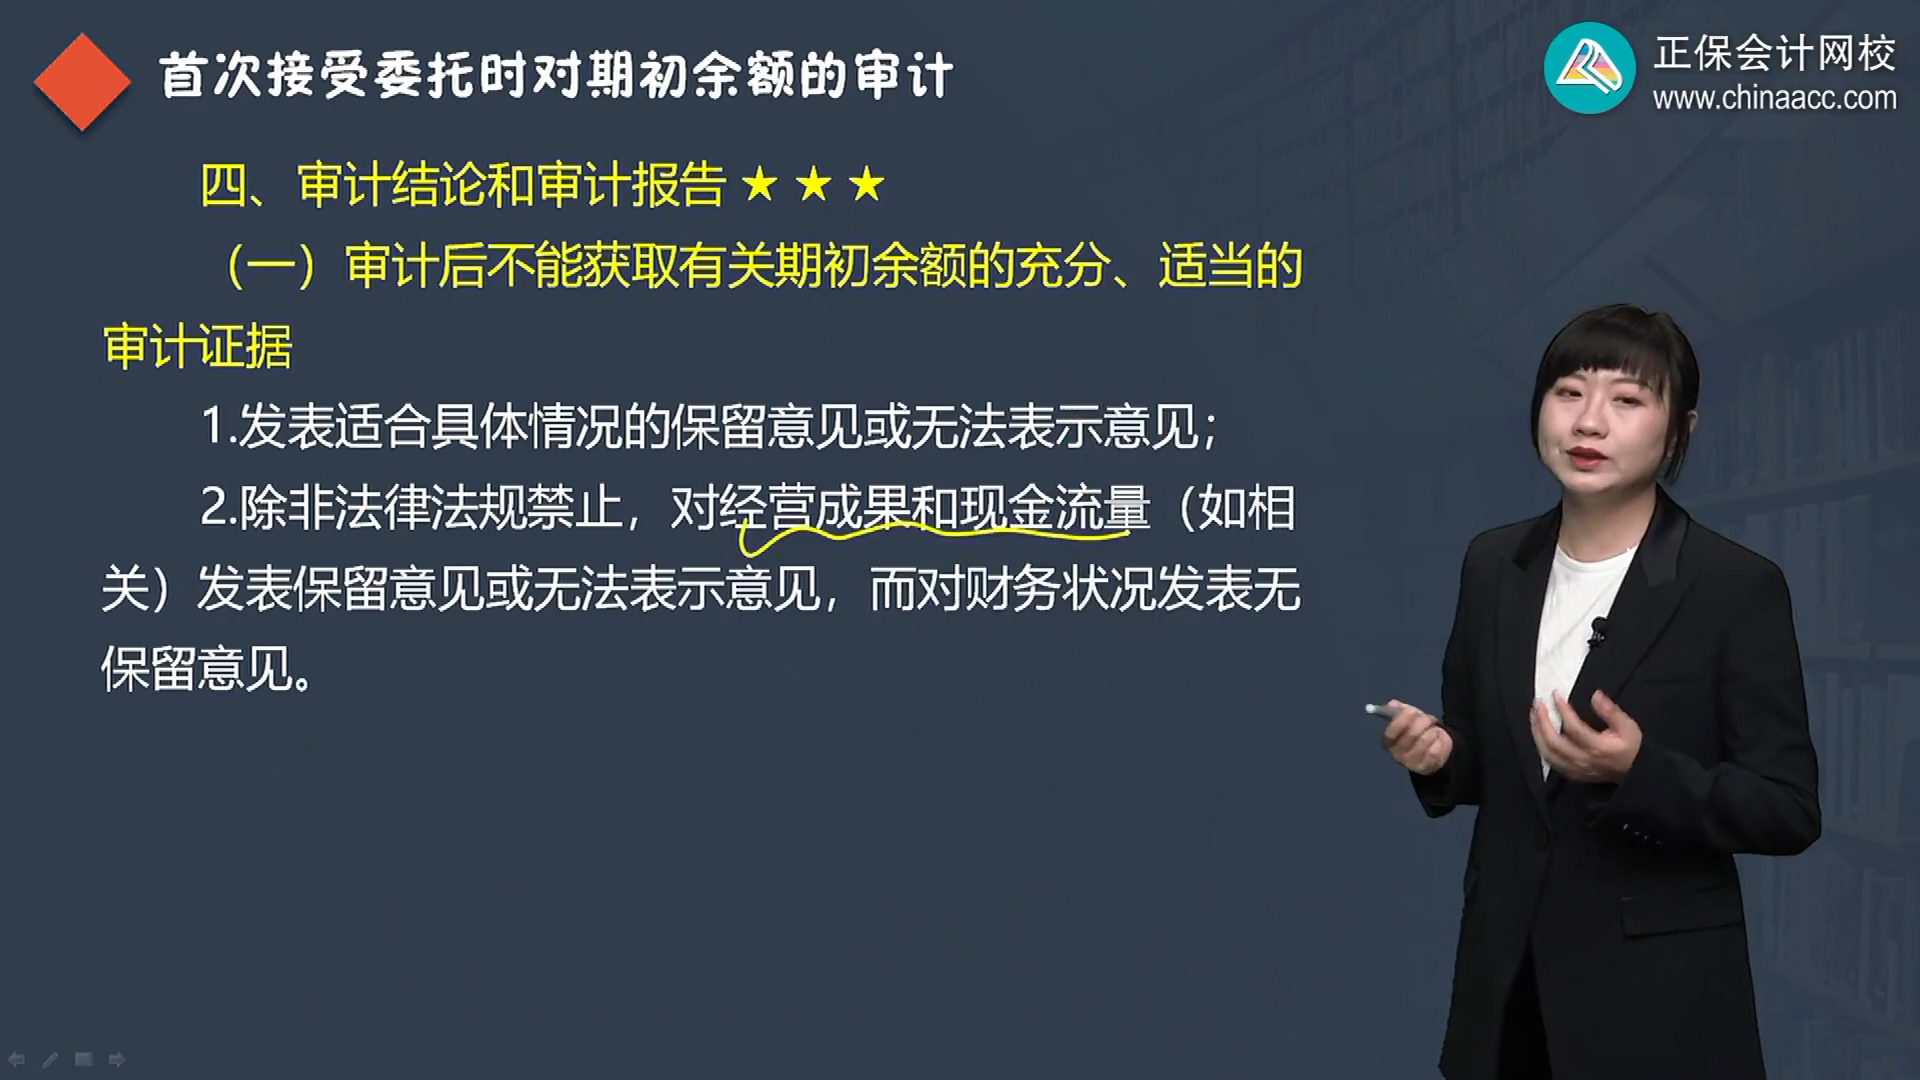 首次接受委托时对期初余额的审计
正保会计网校
www.chinaacc.com
四、审计结论和审计报告★★★
（一）审计后不能获取有关期初余额的充分、适当的
审计证据
1.发表适合具体情况的保留意见或无法表示意见；
2.除非法律法规禁止，对经营成果和现金流量（如相
关）发表保留意见或无法表示意见，而对财务状况发表无
保留意见。